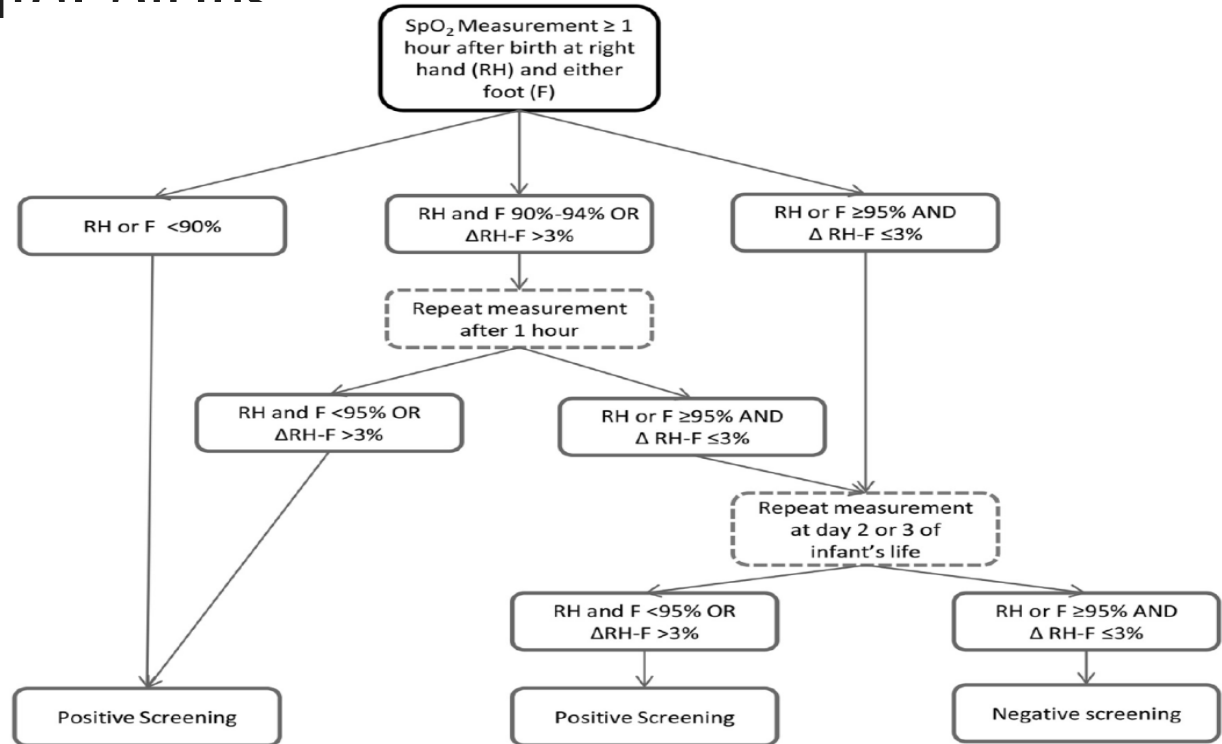 SpO₂ Measurement ≥ 1
hour after birth at right
hand (RH) and either
foot (F)
RH or F <90%
RH and F 90%-94% OR
ΔRH-F >3%
RH or F ≥95% AND
Δ RH-F ≤3%
Repeat measurement
after 1 hour
RH and F <95% OR
ΔRH-F >3%
RH or F ≥95% AND
Δ RH-F ≤3%
Repeat measurement
at day 2 or 3 of
infant's life
RH and F <95% OR
ΔRH-F >3%
RH or F ≥95% AND
Δ RH-F ≤3%
Positive Screening
Positive Screening
Negative screening